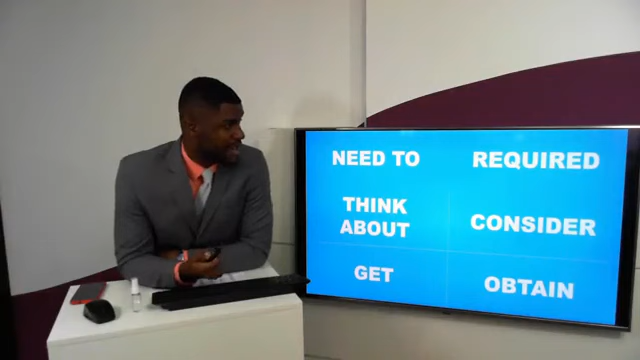 NEED TO REQUIRED
THINK
ABOUT CONSIDER
GET OBTAIN